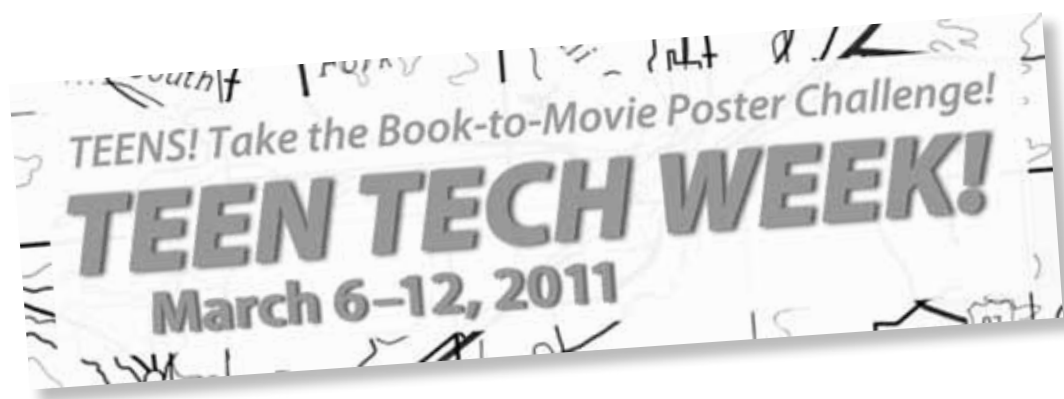 TEENS! Take the Book-to-Movie Poster Challenge!
TEEN TECH WEEK!
March 6–12, 2011